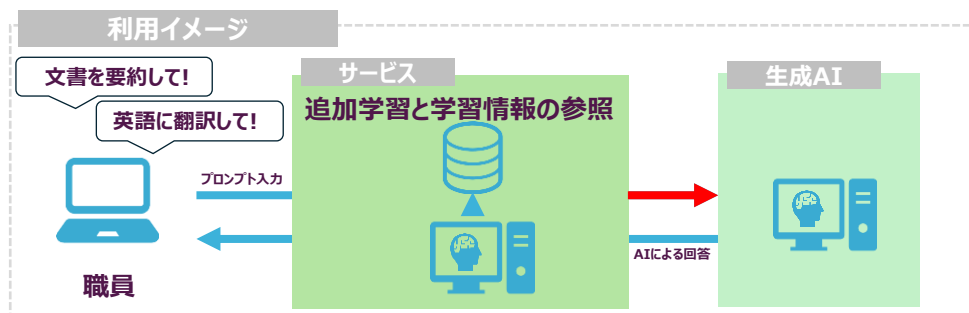 利用イメージ
文書を要約して!
英語に翻訳して!
サービス
追加学習と学習情報の参照
生成AI
プロンプト入力
AIによる回答
職員